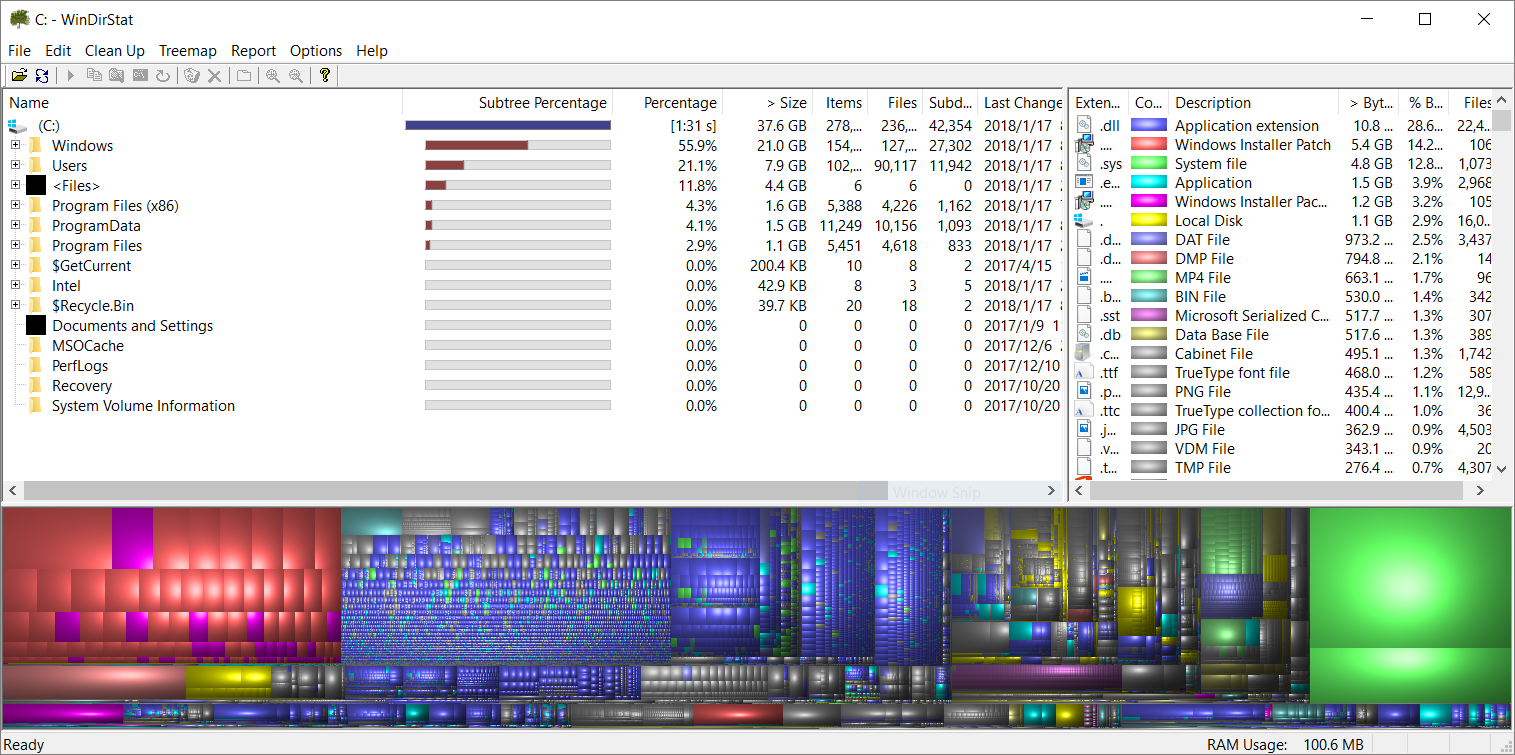 C: - WinDirStat
File Edit Clean Up Treemap Report Options Help
Name Subtree Percentage Percentage > Size Items Files Subd... Last Change
(C:) [1:31 s] 37.6 GB 278,... 236,... 42,354 2018/1/17
Windows 55.9% 21.0 GB 154,... 127,... 27,302 2018/1/17
Users 21.1% 7.9 GB 102,... 90,117 11,942 2018/1/17
<Files> 11.8% 4.4 GB 6 6 0 2018/1/17
Program Files (x86) 4.3% 1.6 GB 5,388 4,226 1,162 2018/1/17
ProgramData 4.1% 1.5 GB 11,249 10,156 1,093 2018/1/17
Program Files 2.9% 1.1 GB 5,451 4,618 833 2018/1/17
$GetCurrent 0.0% 200.4 KB 10 8 2 2017/4/15
Intel 0.0% 42.9 KB 8 3 5 2018/1/17
$Recycle.Bin 0.0% 39.7 KB 20 18 2 2018/1/17
Documents and Settings 0.0% 0 0 0 0 2017/1/9
MSOCache 0.0% 0 0 0 0 2017/12/6
PerfLogs 0.0% 0 0 0 0 2017/12/10
Recovery 0.0% 0 0 0 0 2017/10/20
System Volume Information 0.0% 0 0 0 0 2017/10/20
Window Snip
Exten... Co... Description > Byt... % B... Files
.dll Application extension 10.8 ... 28.6... 22,4...
.... Windows Installer Patch 5.4 GB 14.2... 106
.sys System file 4.8 GB 12.8... 1,073
.e... Application 1.5 GB 3.9% 2,968
.... Windows Installer Pac... 1.2 GB 3.2% 105
. Local Disk 1.1 GB 2.9% 16,0...
.d... DAT File 973.2 ... 2.5% 3,437
.d... DMP File 794.8 ... 2.1% 14
.... MP4 File 663.1 ... 1.7% 96
.b... BIN File 530.0 ... 1.4% 342
.sst Microsoft Serialized C... 517.7 ... 1.3% 307
.db Data Base File 517.6 ... 1.3% 389
.c... Cabinet File 495.1 ... 1.3% 1,742
.ttf TrueType font file 468.0 ... 1.2% 589
.p... PNG File 435.4 ... 1.1% 12,9...
.ttc TrueType collection fo... 400.4 ... 1.0% 36
.j... JPG File 362.9 ... 0.9% 4,503
.v... VDM File 343.1 ... 0.9% 20
.t... TMP File 276.4 ... 0.7% 4,307
Ready RAM Usage: 100.6 MB